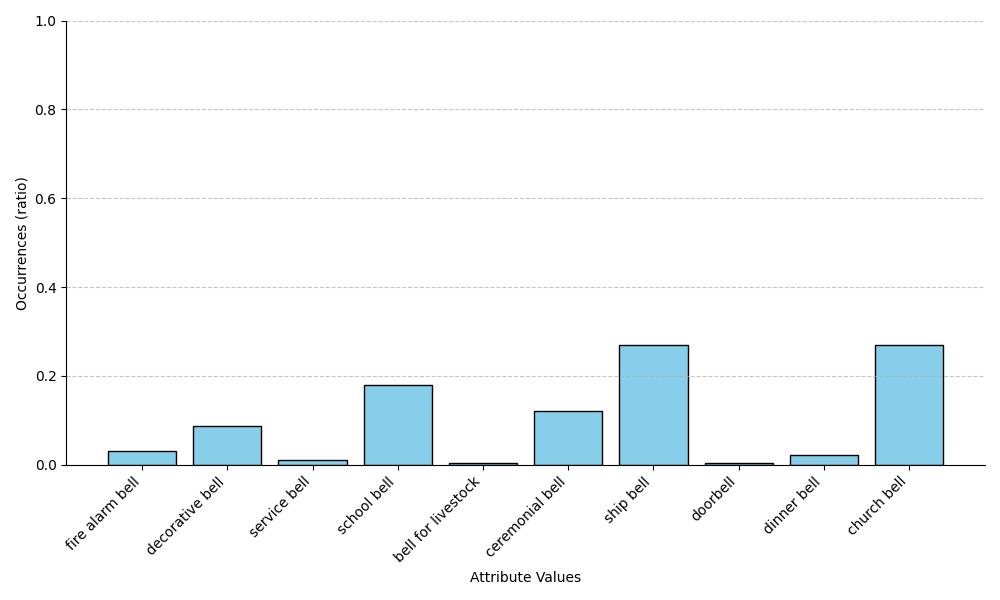 1.0
0.8
0.6
0.4
0.2
0.0
Occurrences (ratio)
fire alarm bell
decorative bell
service bell
school bell
bell for livestock
ceremonial bell
ship bell
doorbell
dinner bell
church bell
Attribute Values